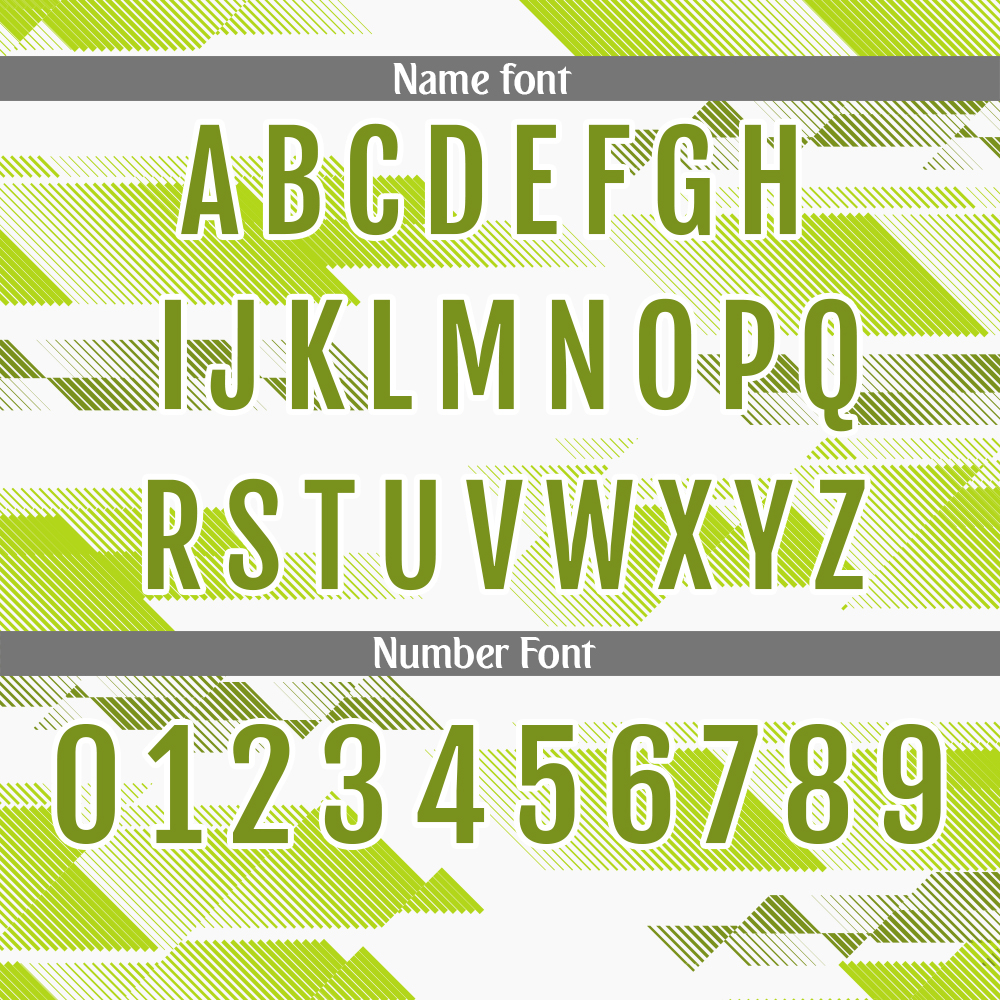 Name font
ABCDEFGH
IJKLMNOPQ
RSTUVWXYZ
Number Font
0123456789